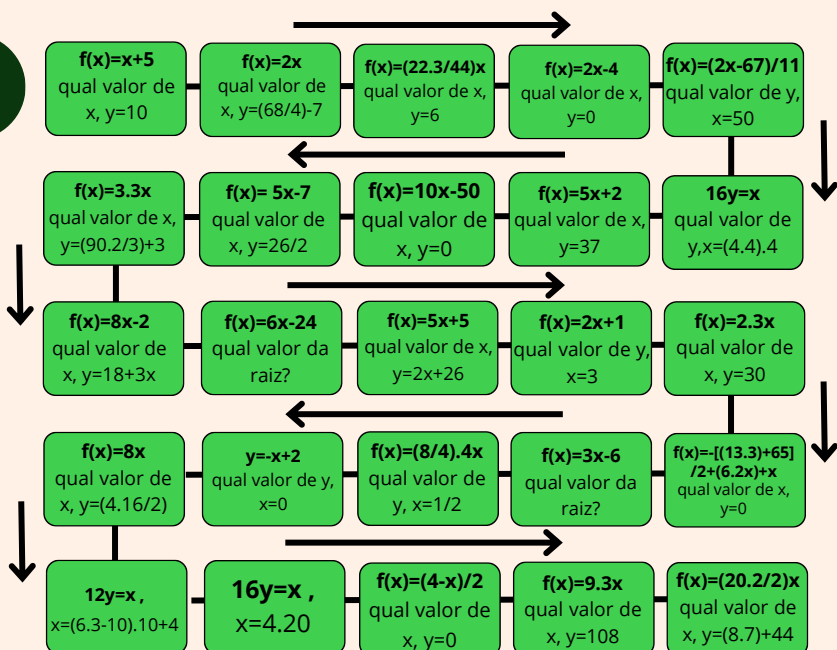 f(x)=x+5
qual valor de
x, y=10
f(x)=2x
qual valor de
x, y=(68/4)-7
f(x)=(22.3/44)x
qual valor de x,
y=6
f(x)=2x-4
qual valor de x,
y=0
f(x)=(2x-67)/11
qual valor de y,
x=50
f(x)=3.3x
qual valor de x,
y=(90.2/3)+3
f(x)= 5x-7
qual valor de
x, y=26/2
f(x)=10x-50
qual valor de
x, y=0
f(x)=5x+2
qual valor de x,
y=37
16y=x
qual valor de
y,x=(4.4).4
f(x)=8x-2
qual valor de
x, y=18+3x
f(x)=6x-24
qual valor da
raiz?
f(x)=5x+5
qual valor de x,
y=2x+26
f(x)=2x+1
qual valor de y,
x=3
f(x)=2.3x
qual valor de
x, y=30
f(x)=8x
qual valor de
x, y=(4.16/2)
y=-x+2
qual valor de y,
x=0
f(x)=(8/4).4x
qual valor de
y, x=1/2
f(x)=3x-6
qual valor da
raiz?
f(x)=-[(13.3)+65]
/2+(6.2x)+x
qual valor de x,
y=0
12y=x ,
x=(6.3-10).10+4
16y=x ,
x=4.20
f(x)=(4-x)/2
qual valor de
x, y=0
f(x)=9.3x
qual valor de
x, y=108
f(x)=(20.2/2)x
qual valor de
x, y=(8.7)+44